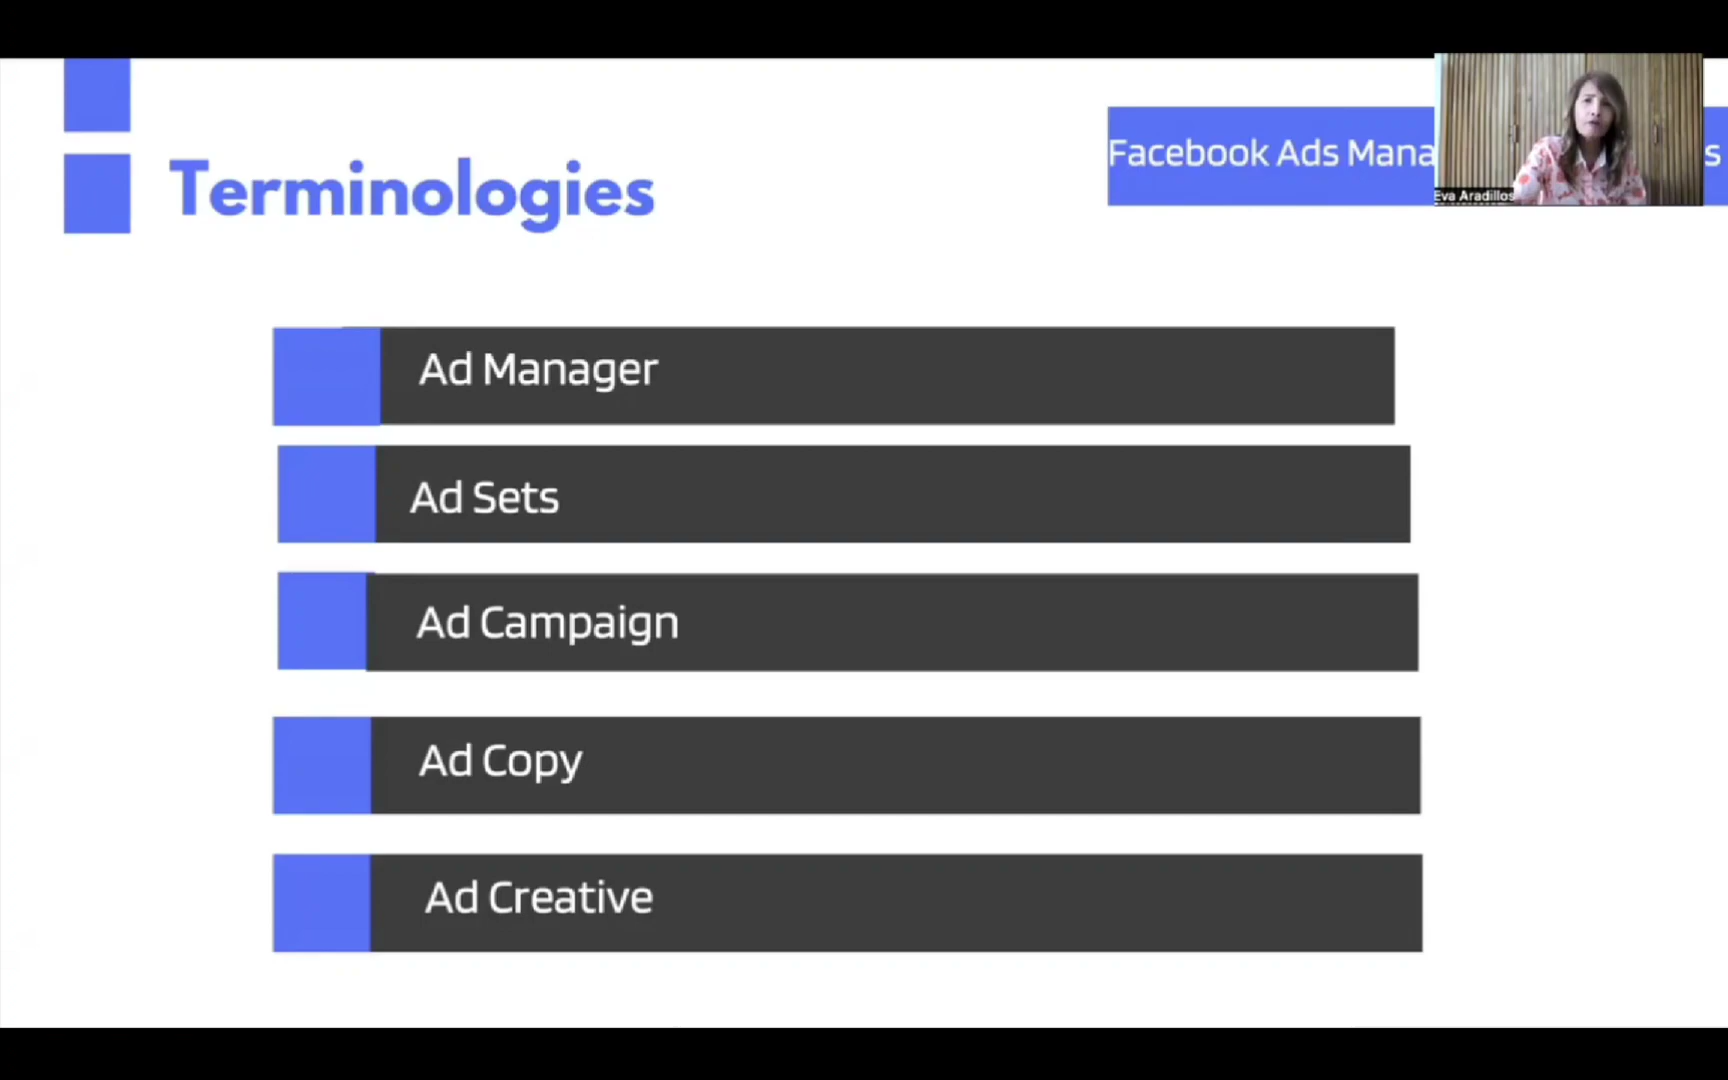 Facebook Ads Mana s
Eva Aradillos
Terminologies
Ad Manager
Ad Sets
Ad Campaign
Ad Copy
Ad Creative